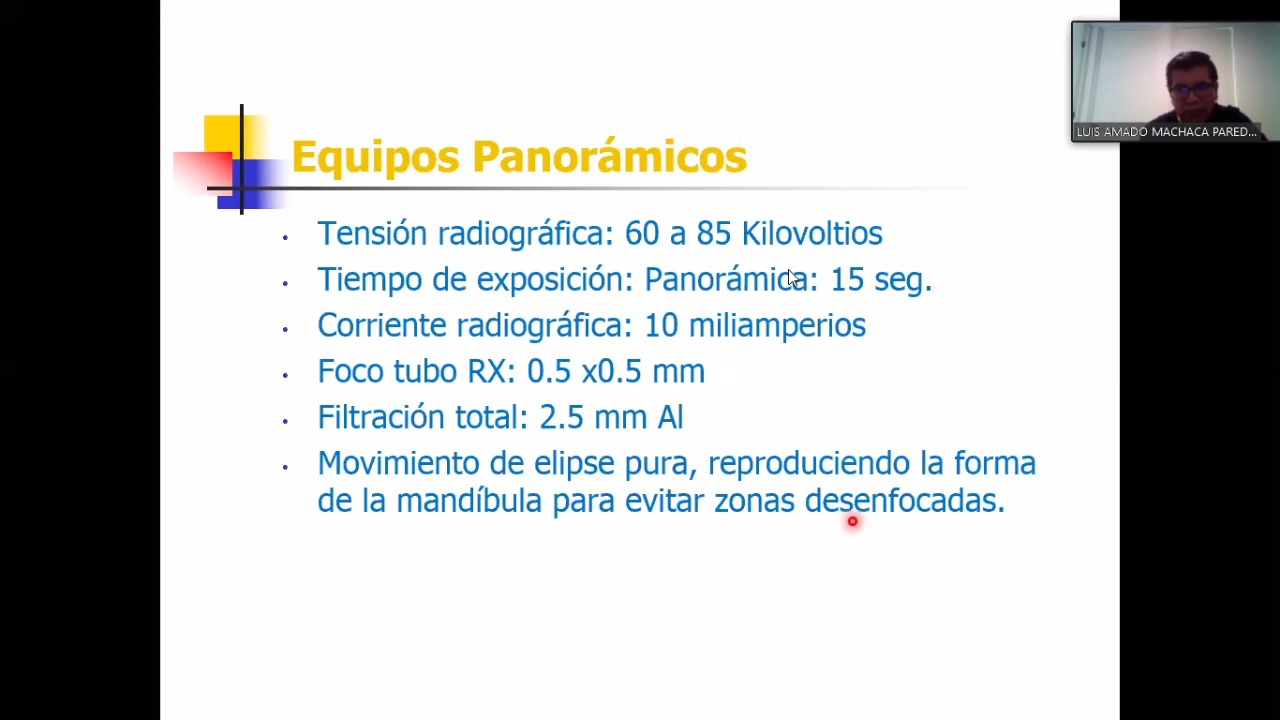 Equipos Panorámicos
• Tensión radiográfica: 60 a 85 Kilovoltios
• Tiempo de exposición: Panorámica: 15 seg.
• Corriente radiográfica: 10 miliamperios
• Foco tubo RX: 0.5 x0.5 mm
• Filtración total: 2.5 mm Al
• Movimiento de elipse pura, reproduciendo la forma
de la mandíbula para evitar zonas desenfocadas.
LUIS AMADO MACHACA PARED...